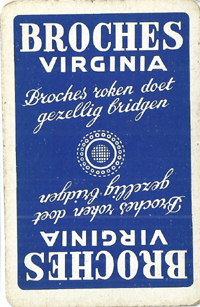 BROCHES
VIRGINIA
Broches roken doet
gezellig bridgen
Broches roken doet
gezellig bridgen
VIRGINIA
BROCHES